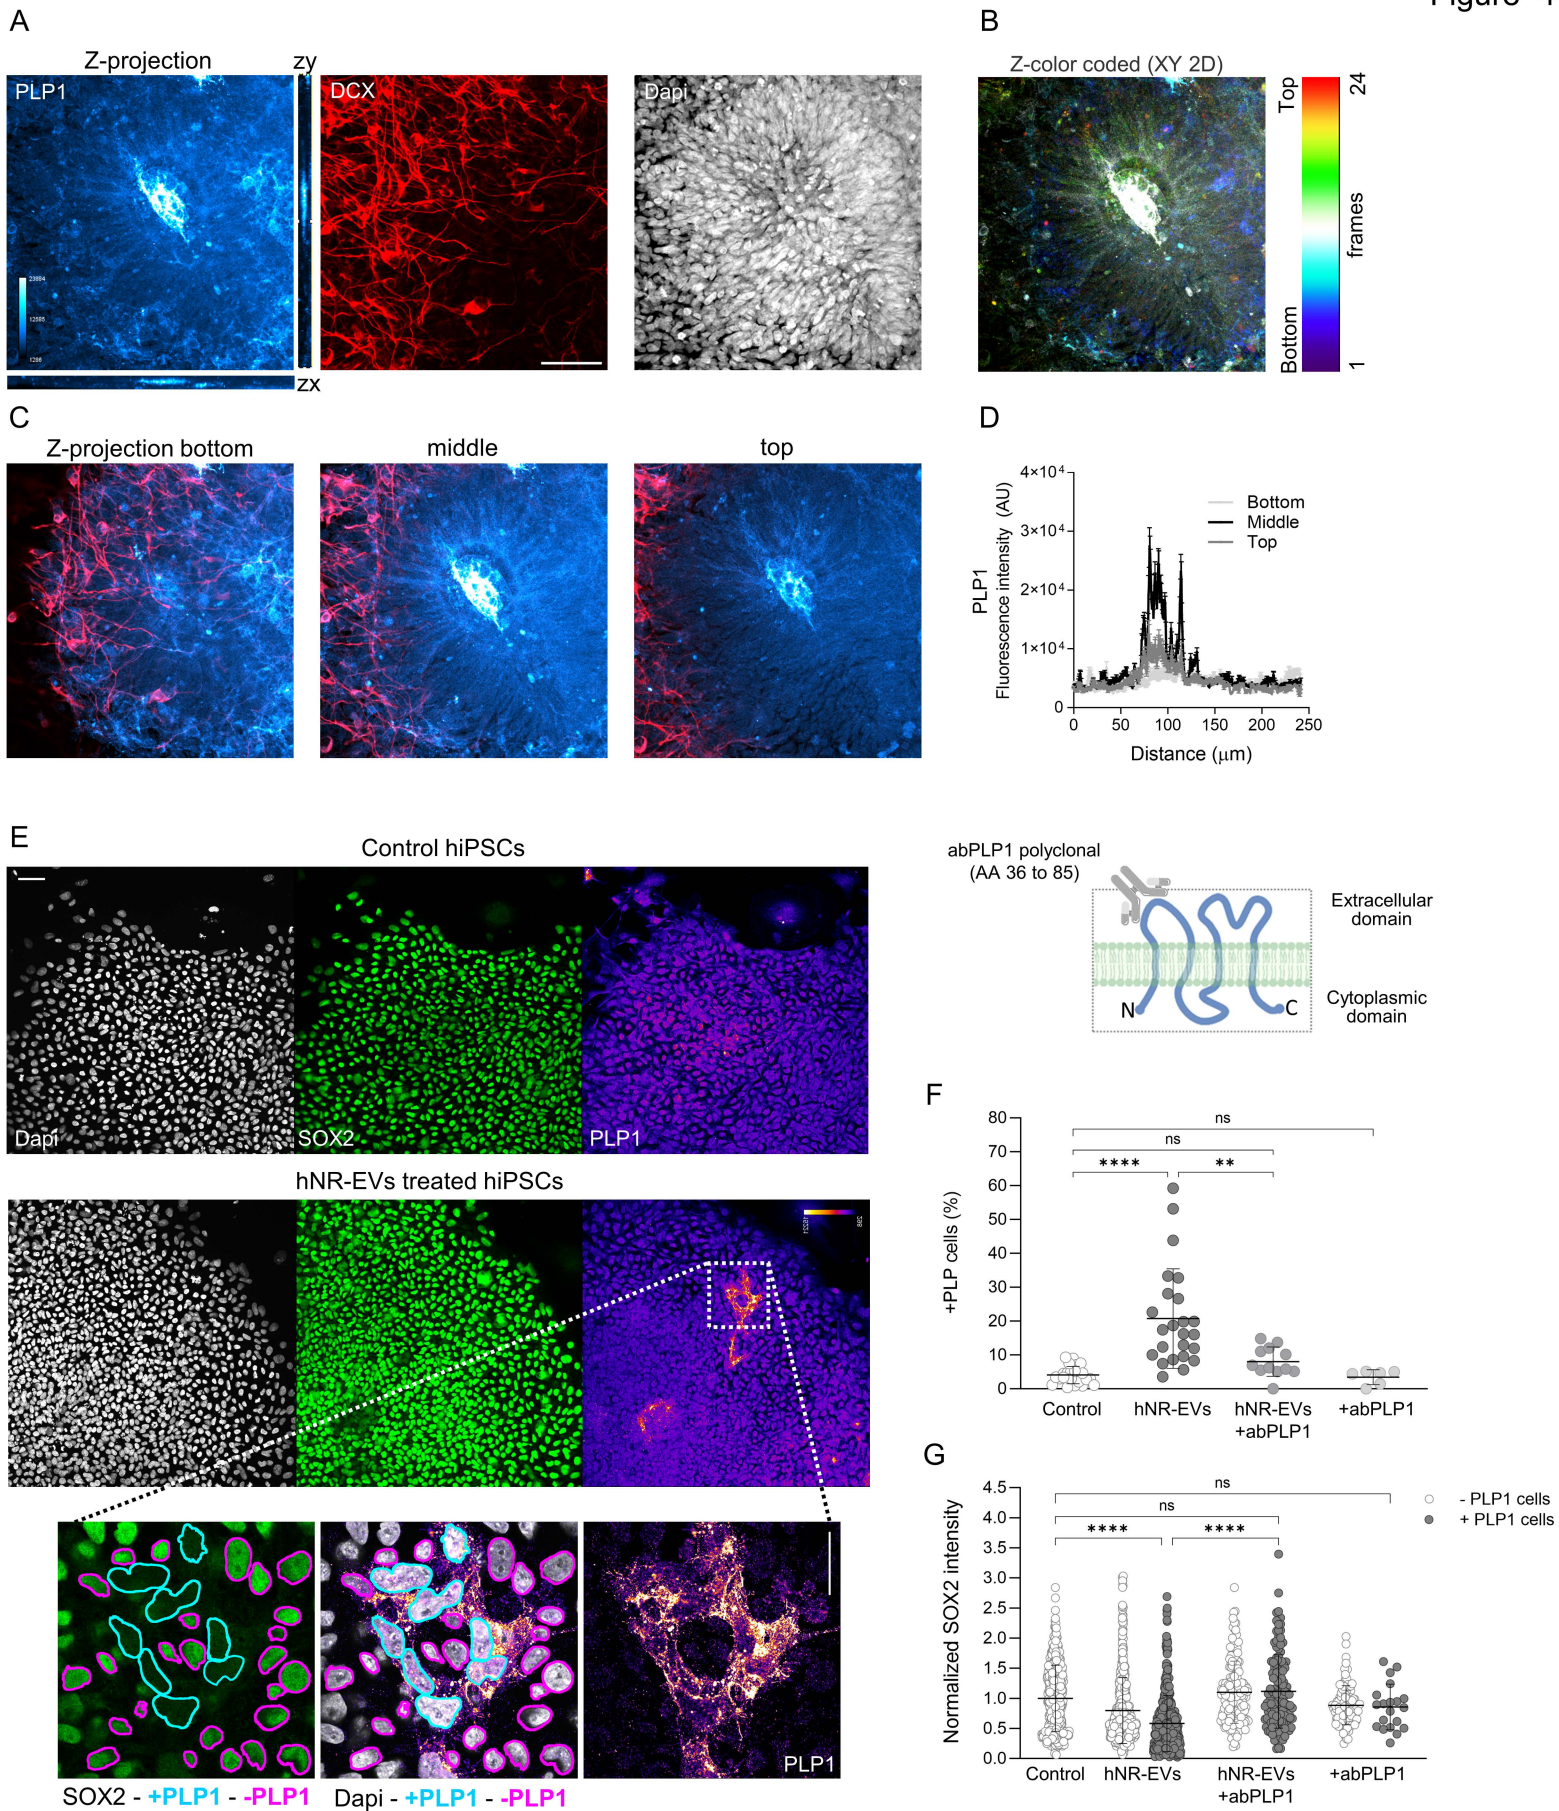 A
Z-projection
zy
PLP1
DCX
Dapi
23884
12585
1286
zx
B
Z-color coded (XY 2D)
Top
24
frames
Bottom
1
C
Z-projection bottom
middle
top
D
4×10⁴
3×10⁴
2×10⁴
1×10⁴
0
PLP1
Fluorescence intensity (AU)
Bottom
Middle
Top
0 50 100 150 200 250
Distance (μm)
E
Control hiPSCs
Dapi
SOX2
PLP1
hNR-EVs treated hiPSCs
PLP1
SOX2 - +PLP1 - -PLP1
Dapi - +PLP1 - -PLP1
abPLP1 polyclonal
(AA 36 to 85)
Extracellular
domain
Cytoplasmic
domain
N
C
F
+PLP cells (%)
80
70
60
50
40
30
20
10
0
ns
ns
**** **
Control hNR-EVs hNR-EVs +abPLP1
+abPLP1
G
Normalized SOX2 intensity
4.5
4.0
3.5
3.0
2.5
2.0
1.5
1.0
0.5
0.0
ns
ns
**** ****
- PLP1 cells
+ PLP1 cells
Control hNR-EVs hNR-EVs +abPLP1
+abPLP1